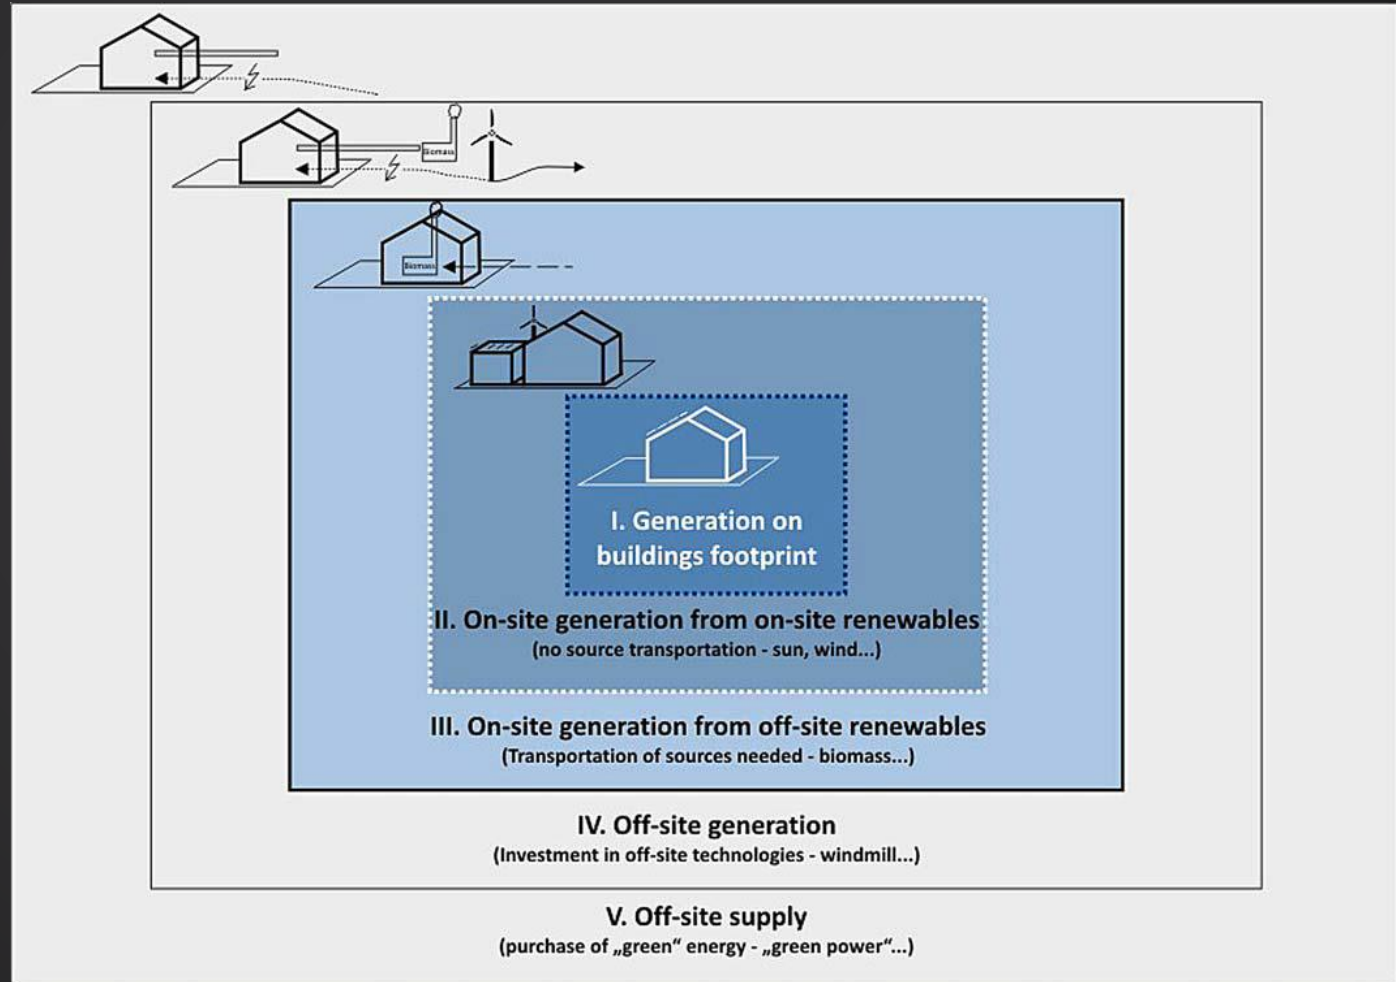 Biomass
Biomass
I. Generation on
buildings footprint
II. On-site generation from on-site renewables
(no source transportation - sun, wind...)
III. On-site generation from off-site renewables
(Transportation of sources needed - biomass...)
IV. Off-site generation
(Investment in off-site technologies - windmill...)
V. Off-site supply
(purchase of „green“ energy - „green power“...)